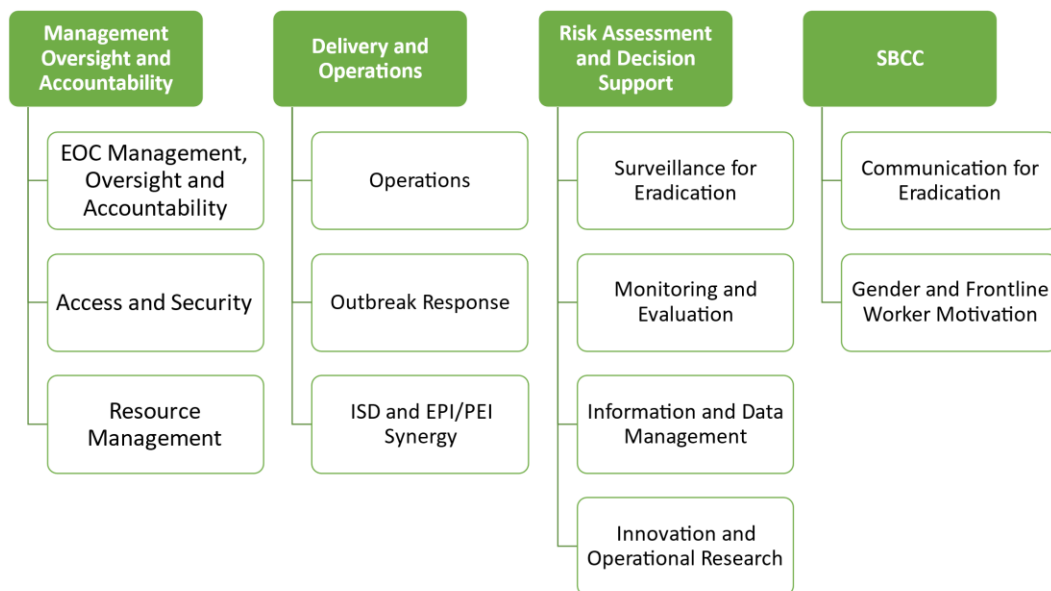 Management
Oversight and
Accountability
EOC Management,
Oversight and
Accountability
Access and Security
Resource
Management
Delivery and
Operations
Operations
Outbreak Response
ISD and EPI/PEI
Synergy
Risk Assessment
and Decision
Support
Surveillance for
Eradication
Monitoring and
Evaluation
Information and Data
Management
Innovation and
Operational Research
SBCC
Communication for
Eradication
Gender and Frontline
Worker Motivation